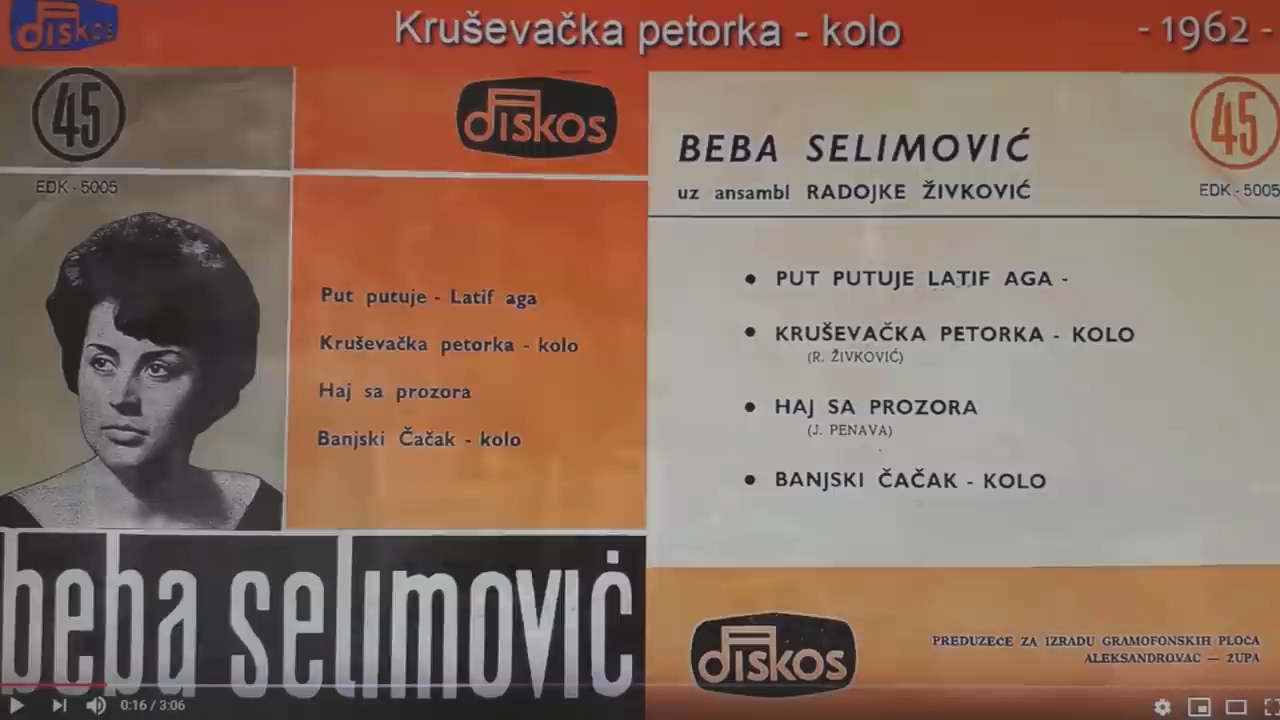 diskos
Kruševačka petorka - kolo
- 1962 -
45
EDK - 5005
diskos
Put putuje - Latif aga
Kruševačka petorka - kolo
Haj sa prozora
Banjski Čačak - kolo
beba selimović
45
EDK - 5005
BEBA SELIMOVIĆ
uz ansambl RADOJKE ŽIVKOVIĆ
• PUT PUTUJE LATIF AGA -
• KRUŠEVAČKA PETORKA - KOLO
(R. ŽIVKOVIĆ)
• HAJ SA PROZORA
(J. PENAVA)
• BANJSKI ČAČAK - KOLO
diskos
PREDUZEĆE ZA IZRADU GRAMOFONSKIH PLOČA
ALEKSANDROVAC — ŽUPA
0:16 / 3:06